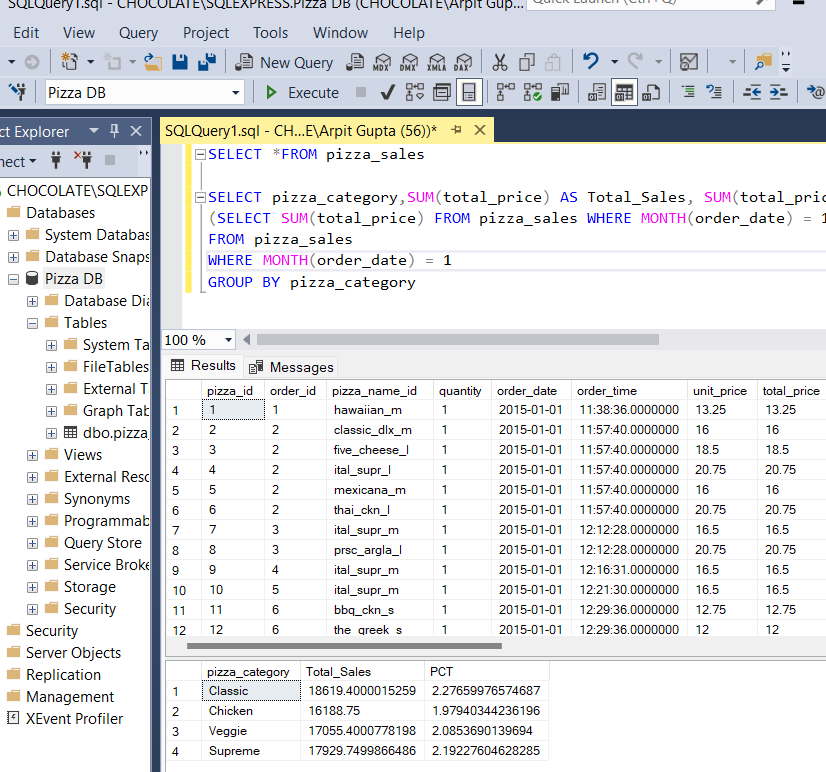 SQLQuery1.sql - CHOCOLATE\SQLEXPRESS.Pizza DB (CHOCOLATE\Arpit Gup... Quick Launch (Ctrl+Q)
Edit View Query Project Tools Window Help
New Query MDX DMX XMLA DAX
Pizza DB Execute
ct Explorer
SQLQuery1.sql - CH...E\Arpit Gupta (56))*
nect
CHOCOLATE\SQLEXP
Databases
System Databas
Database Snaps
Pizza DB
Database Dia
Tables
System Ta
FileTables
External T
Graph Tab
dbo.pizza_
Views
External Resc
Synonyms
Programmab
Query Store
Service Broke
Storage
Security
Security
Server Objects
Replication
Management
XEvent Profiler
SELECT *FROM pizza_sales
SELECT pizza_category,SUM(total_price) AS Total_Sales, SUM(total_pric
(SELECT SUM(total_price) FROM pizza_sales WHERE MONTH(order_date) = 1
FROM pizza_sales
WHERE MONTH(order_date) = 1
GROUP BY pizza_category
100 %
Results Messages
pizza_id order_id pizza_name_id quantity order_date order_time unit_price total_price
1 1 1 hawaiian_m 1 2015-01-01 11:38:36.0000000 13.25 13.25
2 2 2 classic_dlx_m 1 2015-01-01 11:57:40.0000000 16 16
3 3 2 five_cheese_l 1 2015-01-01 11:57:40.0000000 18.5 18.5
4 4 2 ital_supr_l 1 2015-01-01 11:57:40.0000000 20.75 20.75
5 5 2 mexicana_m 1 2015-01-01 11:57:40.0000000 16 16
6 6 2 thai_ckn_l 1 2015-01-01 11:57:40.0000000 20.75 20.75
7 7 3 ital_supr_m 1 2015-01-01 12:12:28.0000000 16.5 16.5
8 8 3 prsc_argla_l 1 2015-01-01 12:12:28.0000000 20.75 20.75
9 9 4 ital_supr_m 1 2015-01-01 12:16:31.0000000 16.5 16.5
10 10 5 ital_supr_m 1 2015-01-01 12:21:30.0000000 16.5 16.5
11 11 6 bbq_ckn_s 1 2015-01-01 12:29:36.0000000 12.75 12.75
12 12 6 the_greek_s 1 2015-01-01 12:29:36.0000000 12 12
pizza_category Total_Sales PCT
1 Classic 18619.4000015259 2.27659976574687
2 Chicken 16188.75 1.97940344236196
3 Veggie 17055.4000778198 2.0853690139694
4 Supreme 17929.7499866486 2.19227604628285